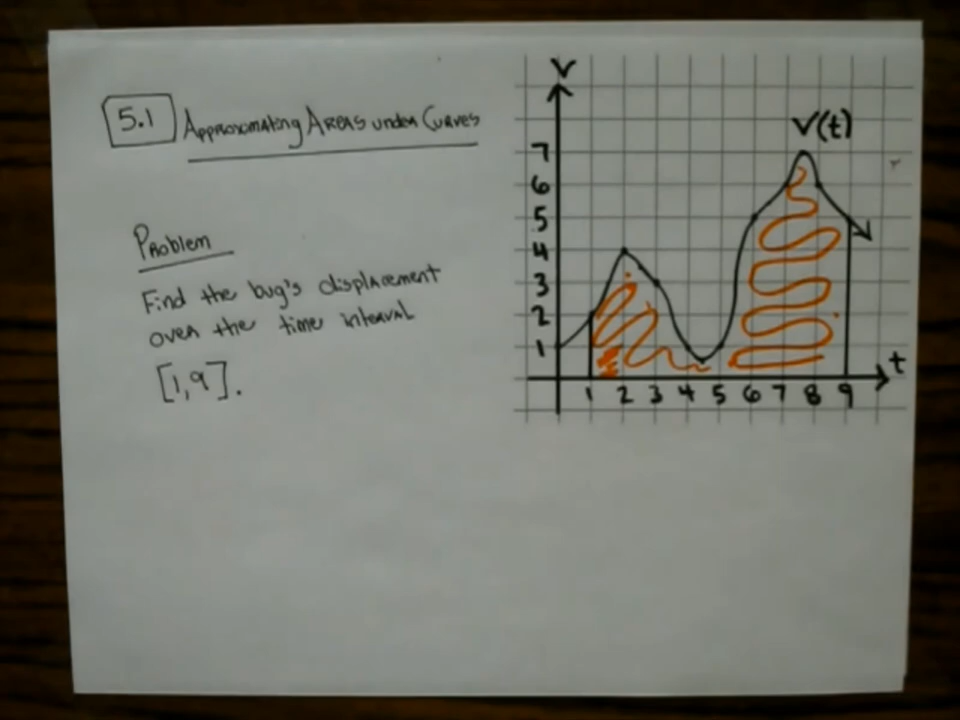 5.1 Approximating Areas under Curves
Problem
Find the bug's displacement
over the time interval
[1,9].
V
V(t)
7
6
5
4
3
2
1
t
1 2 3 4 5 6 7 8 9